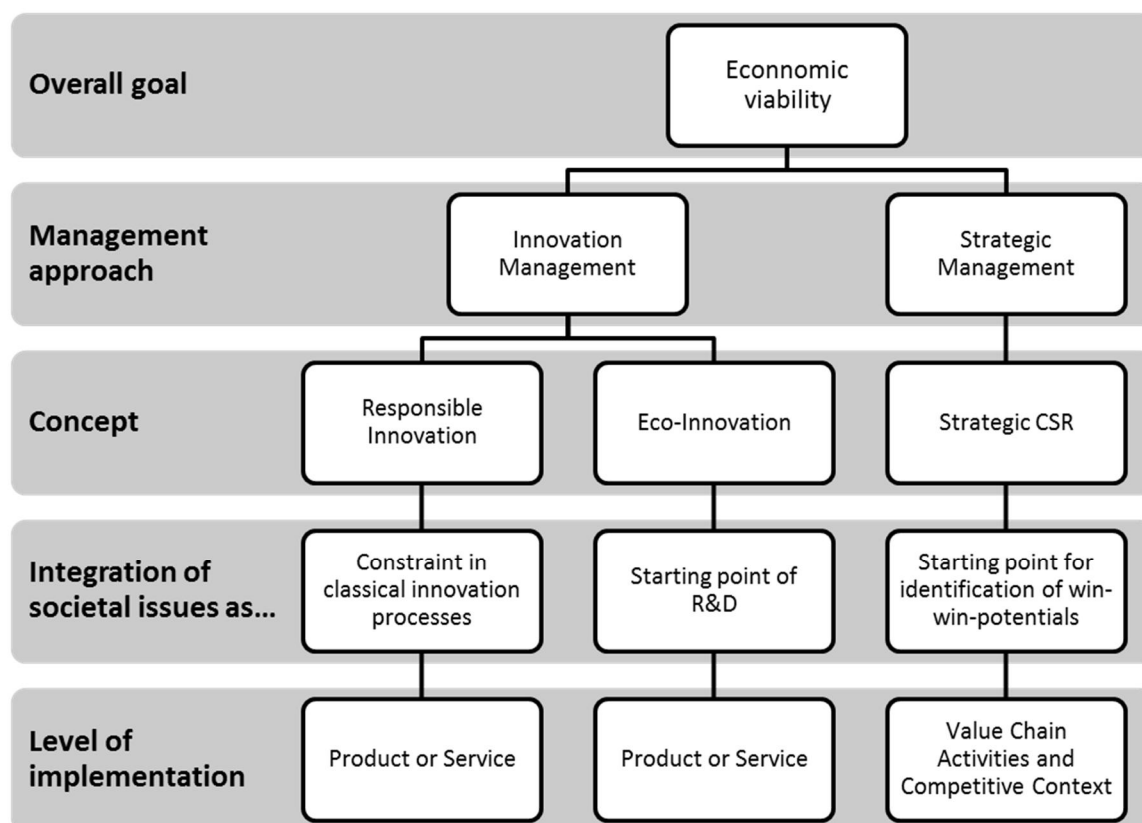 Overall goal
Econnomic
viability
Management
approach
Innovation
Management
Strategic
Management
Concept
Responsible
Innovation
Eco-Innovation
Strategic CSR
Integration of
societal issues as...
Constraint in
classical innovation
processes
Starting point of
R&D
Starting point for
identification of win-
win-potentials
Level of
implementation
Product or Service
Product or Service
Value Chain
Activities and
Competitive Context